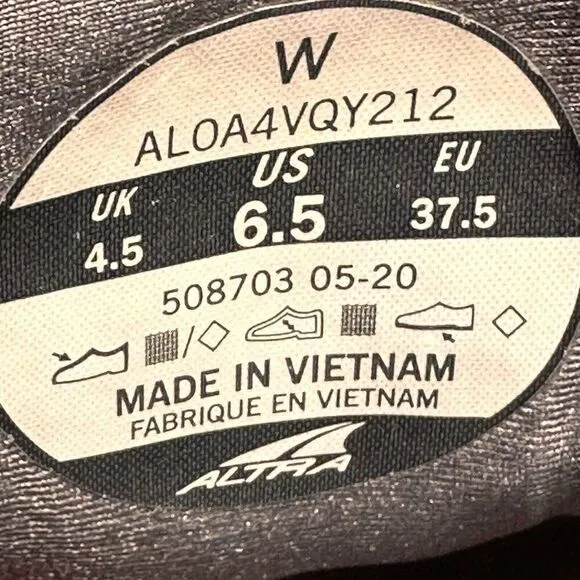 W
AL0A4VQY212
UK US EU
4.5 6.5 37.5
508703 05-20
/
MADE IN VIETNAM
FABRIQUE EN VIETNAM
ALTRA